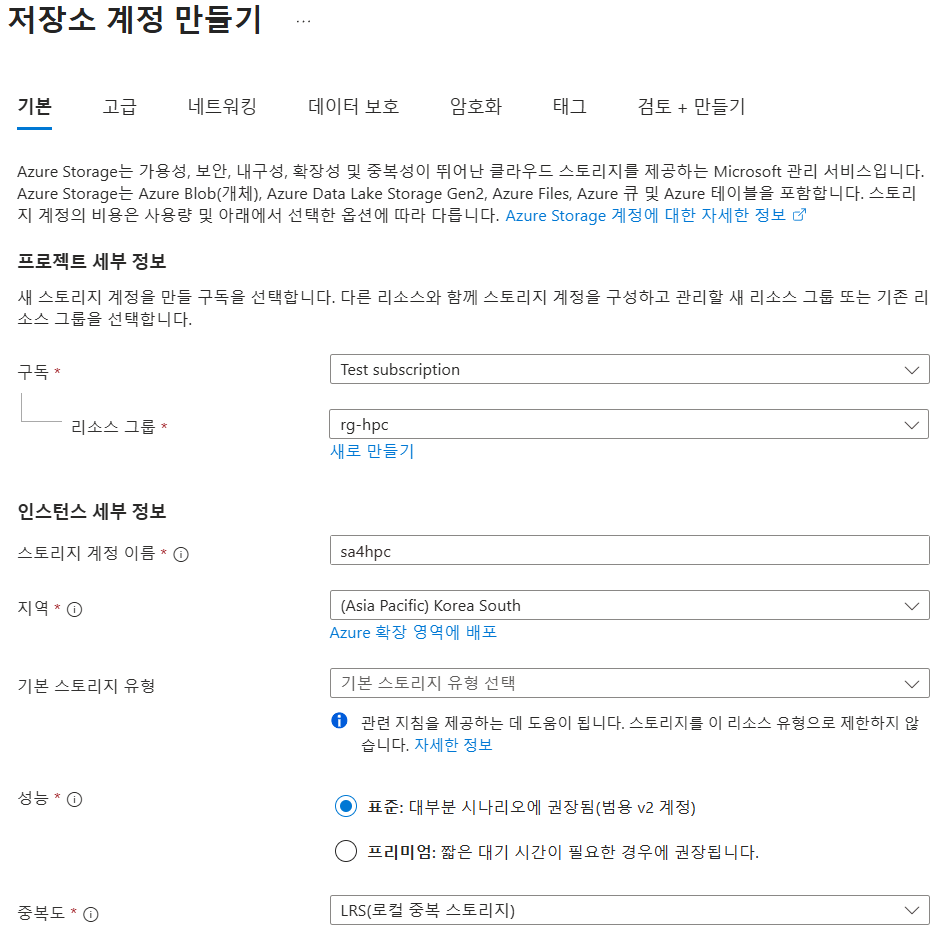 저장소 계정 만들기 ...
기본 고급 네트워킹 데이터 보호 암호화 태그 검토 + 만들기
Azure Storage는 가용성, 보안, 내구성, 확장성 및 중복성이 뛰어난 클라우드 스토리지를 제공하는 Microsoft 관리 서비스입니다.
Azure Storage는 Azure Blob(개체), Azure Data Lake Storage Gen2, Azure Files, Azure 큐 및 Azure 테이블을 포함합니다. 스토리
지 계정의 비용은 사용량 및 아래에서 선택한 옵션에 따라 다릅니다. Azure Storage 계정에 대한 자세한 정보
프로젝트 세부 정보
새 스토리지 계정을 만들 구독을 선택합니다. 다른 리소스와 함께 스토리지 계정을 구성하고 관리할 새 리소스 그룹 또는 기존 리
소스 그룹을 선택합니다.
구독 * Test subscription
리소스 그룹 * rg-hpc
새로 만들기
인스턴스 세부 정보
스토리지 계정 이름 * sa4hpc
지역 * (Asia Pacific) Korea South
Azure 확장 영역에 배포
기본 스토리지 유형 기본 스토리지 유형 선택
관련 지침을 제공하는 데 도움이 됩니다. 스토리지를 이 리소스 유형으로 제한하지 않
습니다. 자세한 정보
성능 * 표준: 대부분 시나리오에 권장됨(범용 v2 계정)
프리미엄: 짧은 대기 시간이 필요한 경우에 권장됩니다.
중복도 * LRS(로컬 중복 스토리지)